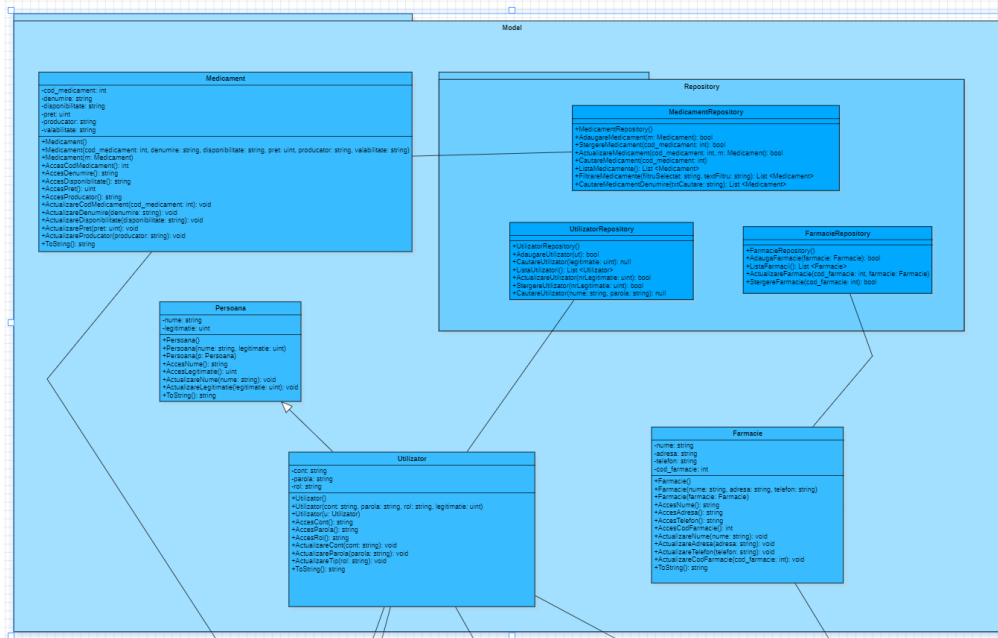 Model
Medicament
-cod_medicament: int
-denumire: string
-disponibilitate: string
-pret: uint
-producator: string
-valabilitate: string
+Medicament()
+Medicament(cod_medicament: int, denumire: string, disponibilitate: string, pret: uint, producator: string, valabilitate: string)
+Medicament(m: Medicament)
+AccesCodMedicament(): int
+AccesDenumire(): string
+AccesDisponibilitate(): string
+AccesPret(): uint
+AccesProducator(): string
+ActualizareCodMedicament(cod_medicament: int): void
+ActualizareDenumire(denumire: string): void
+ActualizareDisponibilitate(disponibilitate: string): void
+ActualizarePret(pret: uint): void
+ActualizareProducator(producator: string): void
+ToString(): string
Repository
MedicamentRepository
+MedicamentRepository()
+AdaugareMedicament(m: Medicament): bool
+StergereMedicament(cod_medicament: int): bool
+ActualizareMedicament(cod_medicament: int, m: Medicament): bool
+CautareMedicament(cod_medicament: int)
+ListaMedicamente(): List <Medicament>
+FiltrareMedicamente(filtruSelectat: string, textFiltru: string): List <Medicament>
+CautareMedicamentDenumire(txtCautare: string): List <Medicament>
UtilizatorRepository
+UtilizatorRepository()
+AdaugareUtilizator(ut): bool
+CautareUtilizator(legitimatie: uint): null
+ListaUtilizator(): List <Utilizator>
+ActualizareUtilizator(nrLegitimatie: uint): bool
+StergereUtilizator(nrLegitimatie: uint): bool
+CautareUtilizator(nume: string, parola: string): null
FarmacieRepository
+FarmacieRepository()
+AdaugaFarmacie(farmacie: Farmacie): bool
+ListaFarmacii(): List <Farmacie>
+ActualizareFarmacie(cod_farmacie: int, farmacie: Farmacie)
+StergereFarmacie(cod_farmacie: int): bool
Persoana
-nume: string
-legitimatie: uint
+Persoana()
+Persoana(nume: string, legitimatie: uint)
+Persoana(p: Persoana)
+AccesNume(): string
+AccesLegitimatie(): uint
+ActualizareNume(nume: string): void
+ActualizareLegitimatie(legitimatie: uint): void
+ToString(): string
Utilizator
-cont: string
-parola: string
-rol: string
+Utilizator()
+Utilizator(cont: string, parola: string, rol: string, legitimatie: uint)
+Utilizator(u: Utilizator)
+AccesCont(): string
+AccesParola(): string
+AccesRol(): string
+ActualizareCont(cont: string): void
+ActualizareParola(parola: string): void
+ActualizareTip(rol: string): void
+ToString(): string
Farmacie
-nume: string
-adresa: string
-telefon: string
-cod_farmacie: int
+Farmacie()
+Farmacie(nume: string, adresa: string, telefon: string)
+Farmacie(farmacie: Farmacie)
+AccesNume(): string
+AccesAdresa(): string
+AccesTelefon(): string
+AccesCodFarmacie(): int
+ActualizareNume(nume: string): void
+ActualizareAdresa(adresa: string): void
+ActualizareTelefon(telefon: string): void
+ActualizareCodFarmacie(cod_farmacie: int): void
+ToString(): string